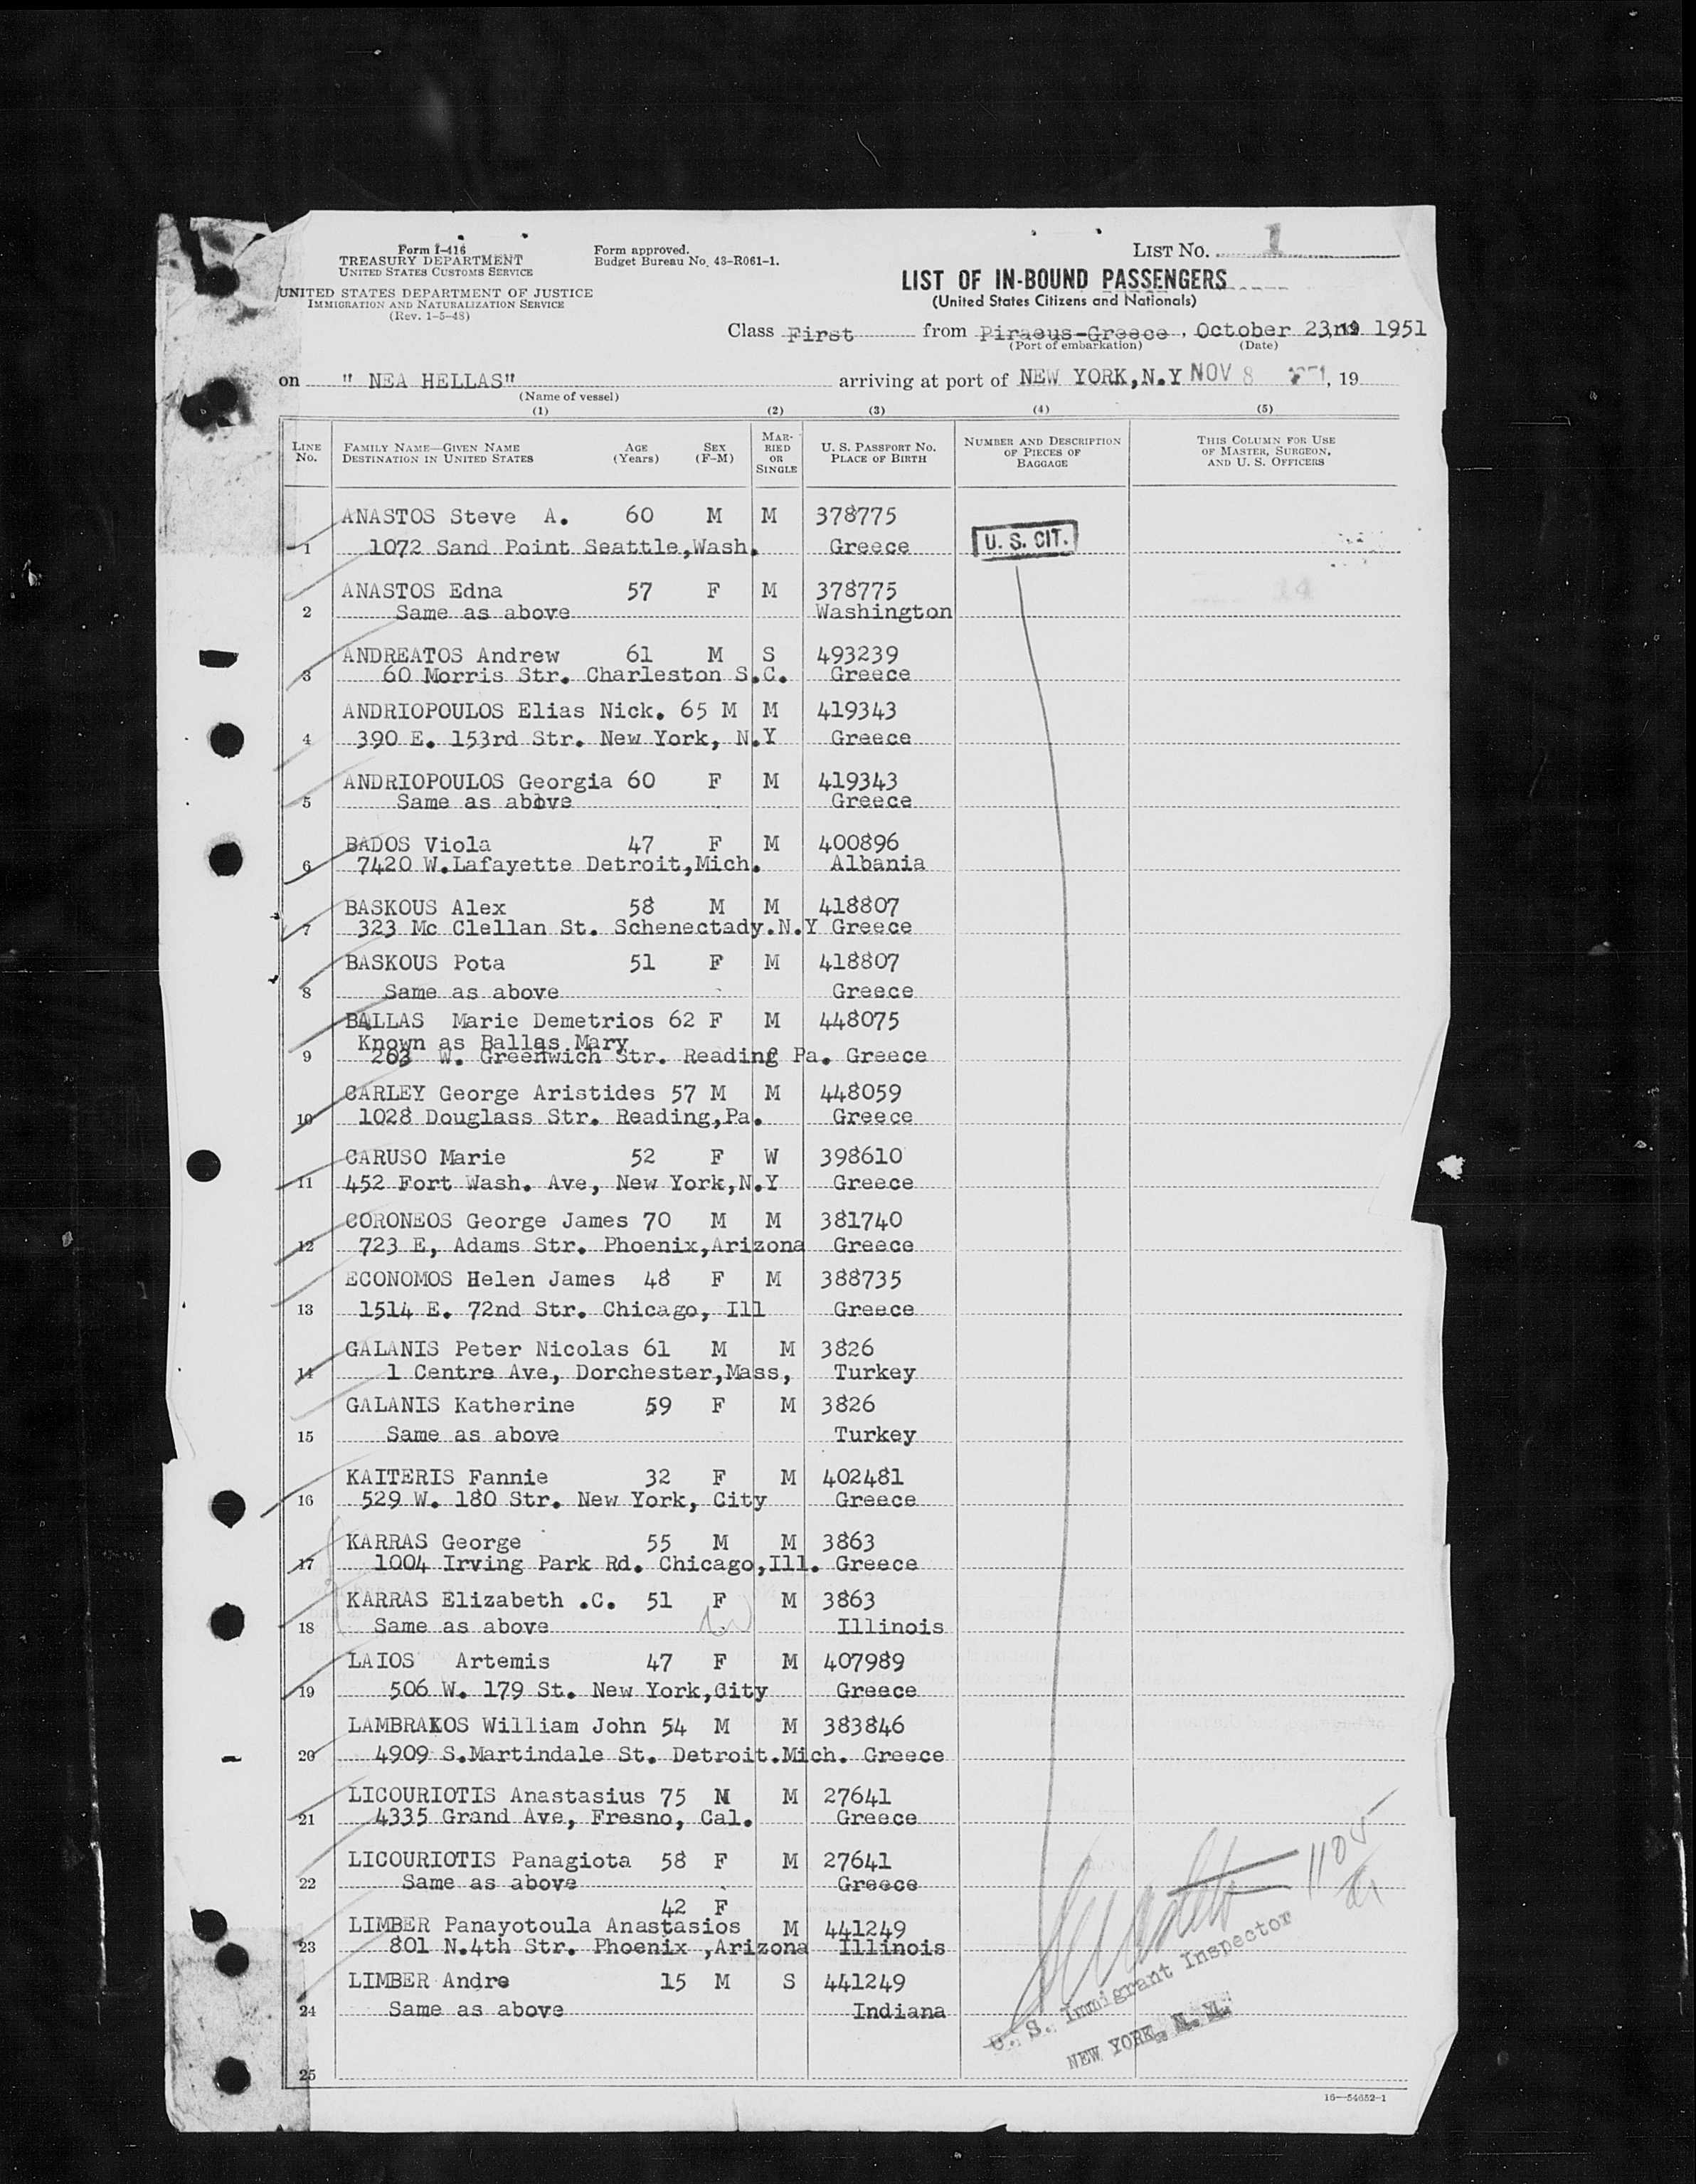 Form I-416
TREASURY DEPARTMENT
UNITED STATES CUSTOMS SERVICE
UNITED STATES DEPARTMENT OF JUSTICE
IMMIGRATION AND NATURALIZATION SERVICE
(Rev. 1-5-48)
Form approved.
Budget Bureau No. 43-R061-1.
LIST NO. 1
LIST OF IN-BOUND PASSENGERS
(United States Citizens and Nationals)
Class First from Piraeus-Greece, October 23,nd 19 1951
(Port of embarkation) (Date)
on " NEA HELLAS" arriving at port of NEW YORK,N.Y NOV 8 , 19
(Name of vessel)
(1) (2) (3) (4) (5)
LINE NO. FAMILY NAME—GIVEN NAME DESTINATION IN UNITED STATES AGE (Years) SEX (F-M) MARRIED OR SINGLE U. S. PASSPORT NO. PLACE OF BIRTH NUMBER AND DESCRIPTION OF PIECES OF BAGGAGE THIS COLUMN FOR USE OF MASTER, SURGEON, AND U. S. OFFICERS
ANASTOS Steve A. 60 M M 378775
1 1072 Sand Point Seattle,Wash. Greece U. S. CIT.
ANASTOS Edna 57 F M 378775
2 Same as above Washington
ANDREATOS Andrew 61 M S 493239
3 60 Morris Str. Charleston S.C. Greece
ANDRIOPOULOS Elias Nick. 65 M M 419343
4 390 E. 153rd Str. New York, N.Y Greece
ANDRIOPOULOS Georgia 60 F M 419343
5 Same as above Greece
BADOS Viola 47 F M 400896
6 7420 W.Lafayette Detroit,Mich. Albania
BASKOUS Alex 58 M M 418807
7 323 Mc Clellan St. Schenectady.N.Y Greece
BASKOUS Pota 51 F M 418807
8 Same as above Greece
BALLAS Marie Demetrios 62 F M 448075
Known as Ballas Mary
9 263 W. Greenwich Str. Reading Pa. Greece
CARLEY George Aristides 57 M M 448059
10 1028 Douglass Str. Reading,Pa. Greece
CARUSO Marie 52 F W 398610
11 452 Fort Wash. Ave, New York,N.Y Greece
CORONEOS George James 70 M M 381740
12 723 E, Adams Str. Phoenix,Arizona Greece
ECONOMOS Helen James 48 F M 388735
13 1514 E. 72nd Str. Chicago, Ill Greece
GALANIS Peter Nicolas 61 M M 3826
14 1 Centre Ave, Dorchester,Mass, Turkey
GALANIS Katherine 59 F M 3826
15 Same as above Turkey
KAITERIS Fannie 32 F M 402481
16 529 W. 180 Str. New York, City Greece
KARRAS George 55 M M 3863
17 1004 Irving Park Rd. Chicago,Ill. Greece
KARRAS Elizabeth .C. 51 F M 3863
18 Same as above Illinois
LAIOS Artemis 47 F M 407989
19 506 W. 179 St. New York,City Greece
LAMBRAKOS William John 54 M M 383846
20 4909 S.Martindale St. Detroit.Mich. Greece
LICOURIOTIS Anastasius 75 M M 27641
21 4335 Grand Ave, Fresno, Cal. Greece
LICOURIOTIS Panagiota 58 F M 27641
22 Same as above Greece
42 F
LIMBER Panayotoula Anastasios M 441249
23 801 N.4th Str. Phoenix ,Arizona Illinois
LIMBER Andre 15 M S 441249
24 Same as above Indiana
U. S. Immigrant Inspector
NEW YORK, N. Y.
25
16—54652-1